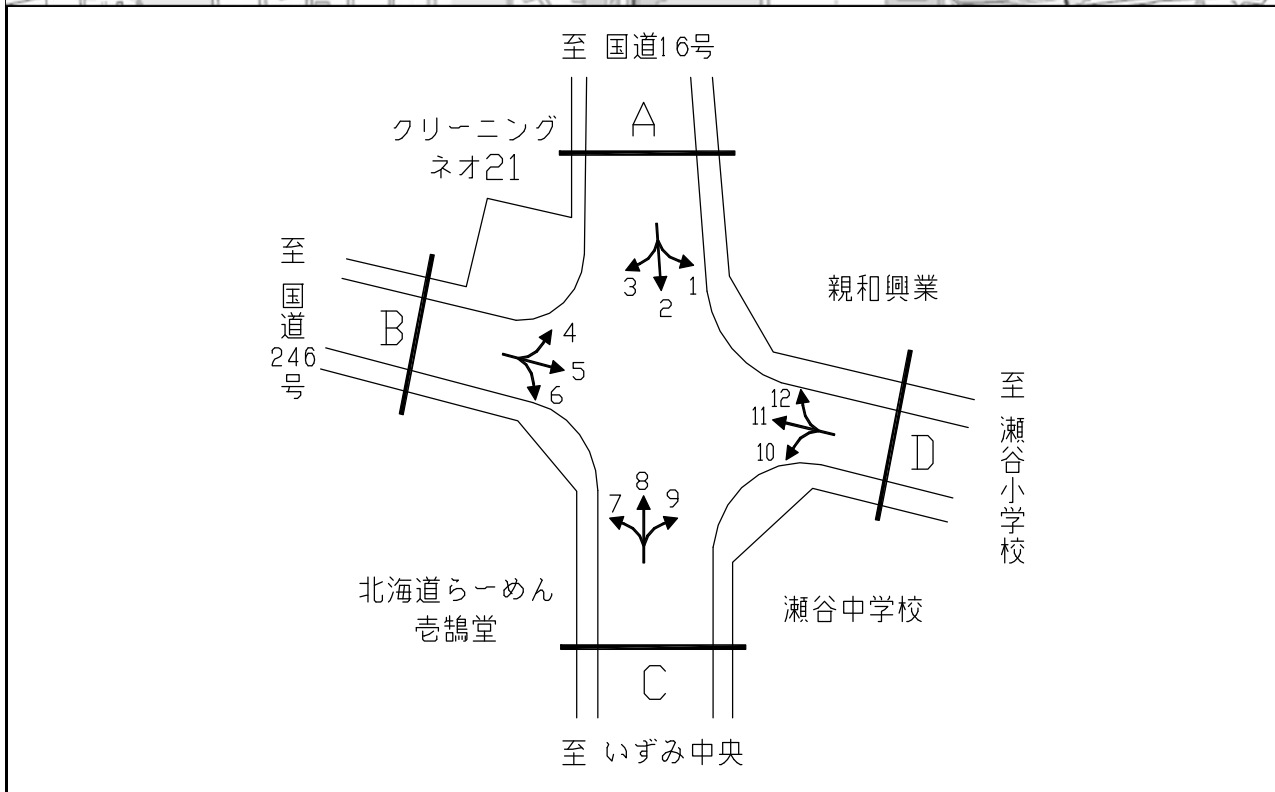 至 国道16号
A
クリーニング
ネオ21
至 国道246号
B
3
2
1
4
5
6
親和興業
12
11
10
D
至 瀬谷小学校
7
8
9
北海道らーめん
壱鵠堂
瀬谷中学校
C
至 いずみ中央